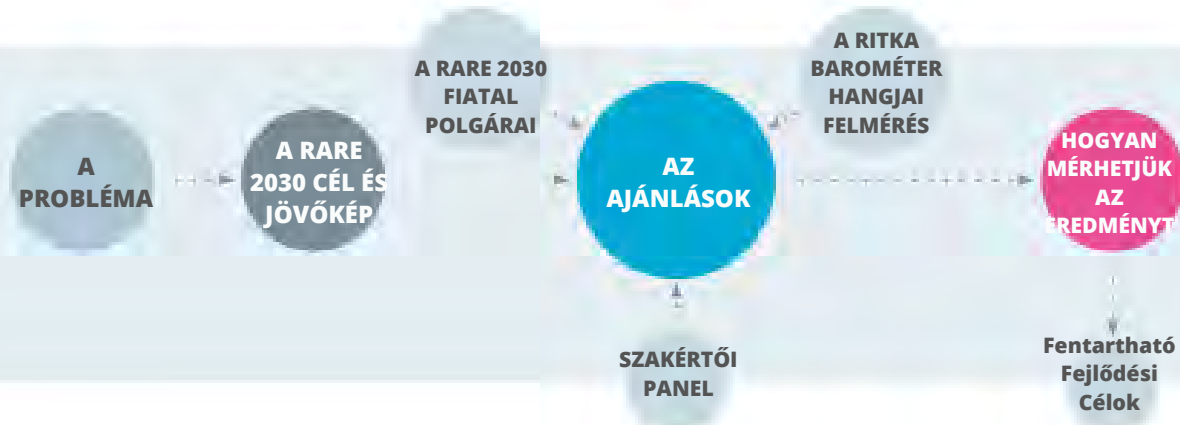 A
PROBLÉMA
A RARE
2030 CÉL ÉS
JÖVŐKÉP
A RARE 2030
FIATAL
POLGÁRAI
AZ
AJÁNLÁSOK
A RITKA
BAROMÉTER
HANGJAI
FELMÉRÉS
SZAKÉRTŐI
PANEL
HOGYAN
MÉRHETJÜK
AZ
EREDMÉNYT
Fentartható
Fejlődési
Célok